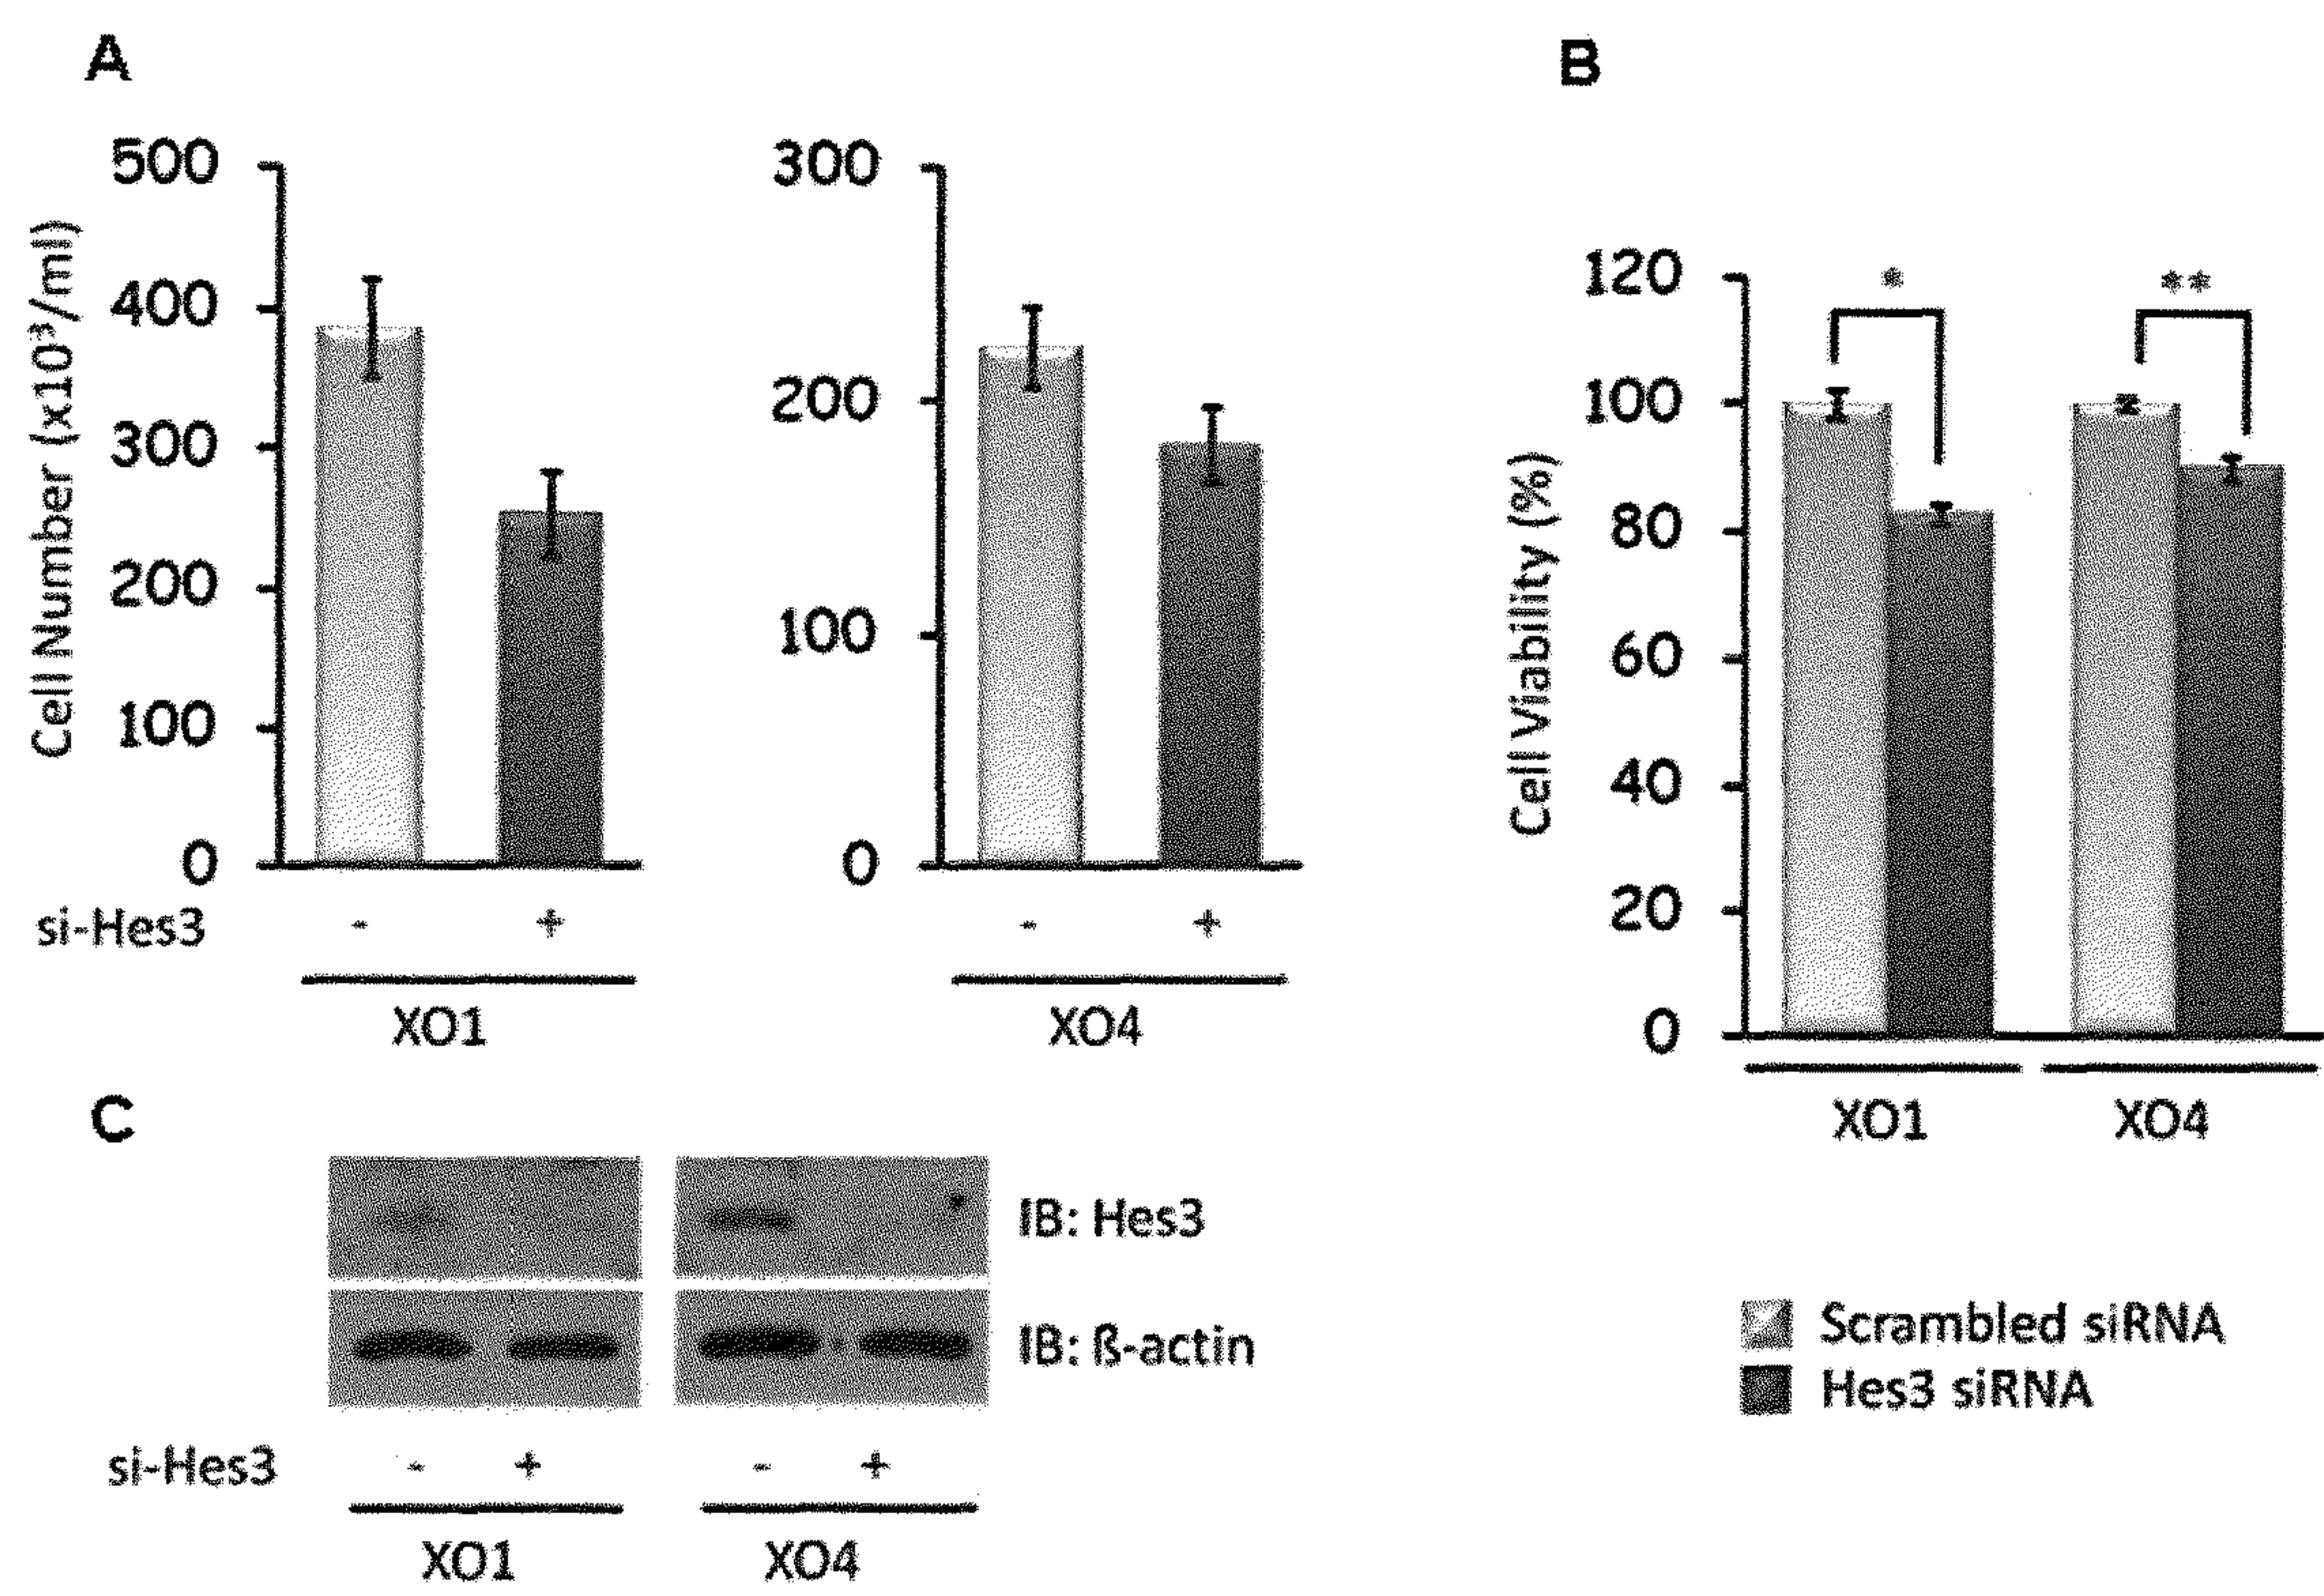 A
Cell Number (x10³/ml)
500
400
300
200
100
0
300
200
100
0
si-Hes3 - + - +
XO1 XO4
B
Cell Viability (%)
120
100
80
60
40
20
0
* **
XO1 XO4
C
IB: Hes3
IB: ß-actin
si-Hes3 - + - +
XO1 XO4
Scrambled siRNA
Hes3 siRNA